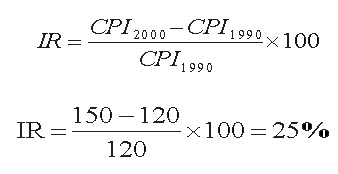 IR = (CPI₂₀₀₀ − CPI₁₉₉₀) / CPI₁₉₉₀ × 100
IR = (150 − 120) / 120 × 100 = 25%